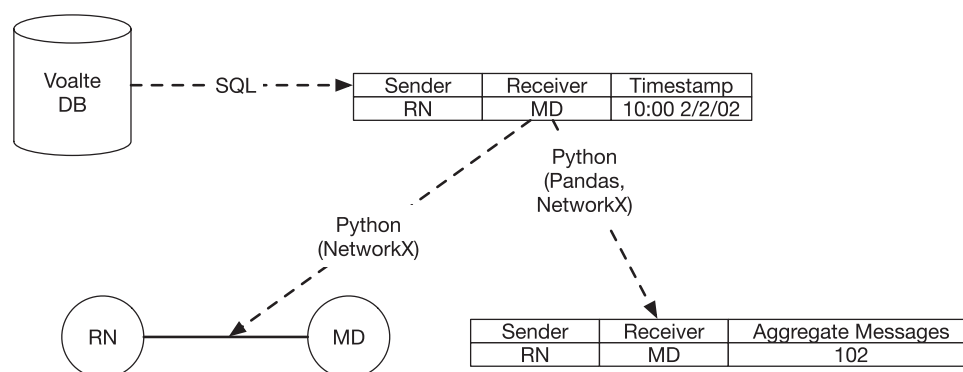 Voalte
DB
SQL
Sender Receiver Timestamp
RN MD 10:00 2/2/02
Python
(Pandas,
NetworkX)
Python
(NetworkX)
RN MD
Sender Receiver Aggregate Messages
RN MD 102